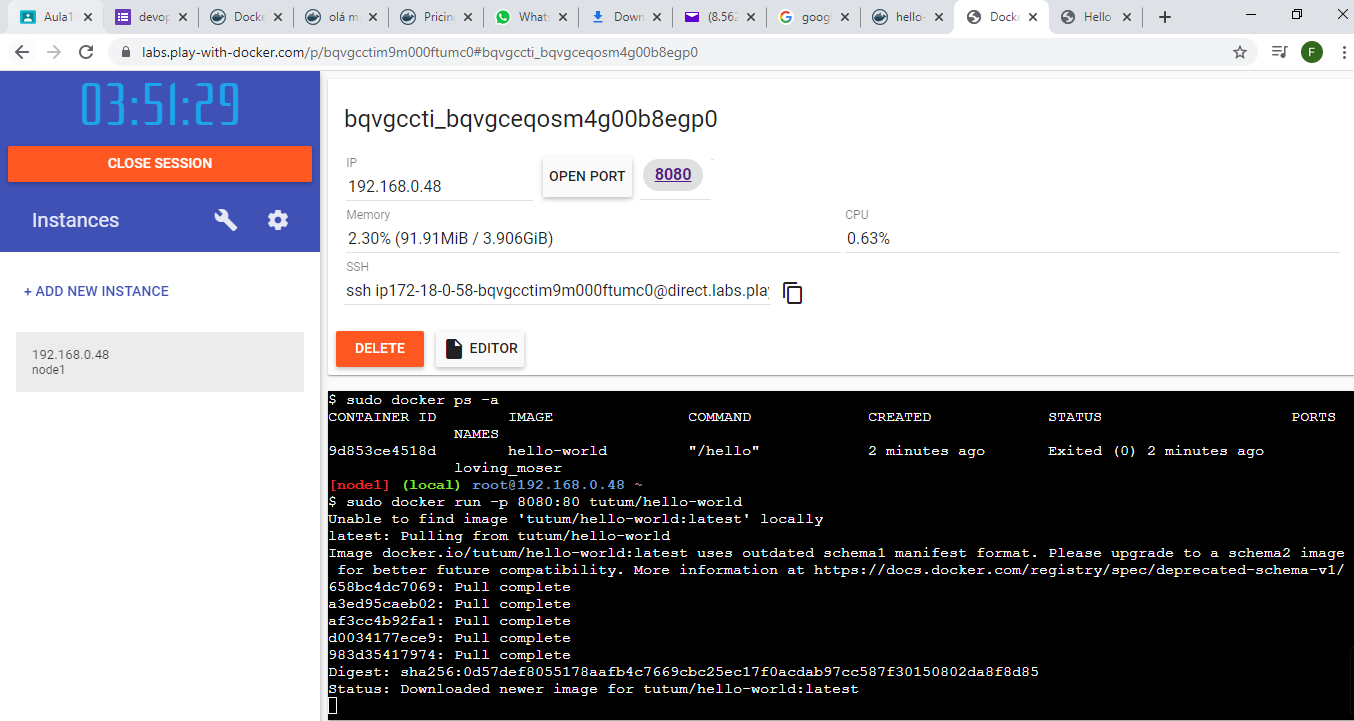 Aula1
devop
Docke
olá m
Pricin
Whats
Down
(8.562
googl
hello-
Docke
Hello
labs.play-with-docker.com/p/bqvgcctim9m000ftumc0#bqvgccti_bqvgceqosm4g00b8egp0
F
03:51:29
CLOSE SESSION
Instances
+ ADD NEW INSTANCE
192.168.0.48
node1
bqvgccti_bqvgceqosm4g00b8egp0
IP
192.168.0.48
OPEN PORT
8080
Memory
2.30% (91.91MiB / 3.906GiB)
CPU
0.63%
SSH
ssh ip172-18-0-58-bqvgcctim9m000ftumc0@direct.labs.play
DELETE
EDITOR
$ sudo docker ps -a
CONTAINER ID IMAGE COMMAND CREATED STATUS PORTS
NAMES
9d853ce4518d hello-world "/hello" 2 minutes ago Exited (0) 2 minutes ago
loving_moser
[node1] (local) root@192.168.0.48 ~
$ sudo docker run -p 8080:80 tutum/hello-world
Unable to find image 'tutum/hello-world:latest' locally
latest: Pulling from tutum/hello-world
Image docker.io/tutum/hello-world:latest uses outdated schema1 manifest format. Please upgrade to a schema2 image
for better future compatibility. More information at https://docs.docker.com/registry/spec/deprecated-schema-v1/
658bc4dc7069: Pull complete
a3ed95caeb02: Pull complete
af3cc4b92fa1: Pull complete
d0034177ece9: Pull complete
983d35417974: Pull complete
Digest: sha256:0d57def8055178aafb4c7669cbc25ec17f0acdab97cc587f30150802da8f8d85
Status: Downloaded newer image for tutum/hello-world:latest